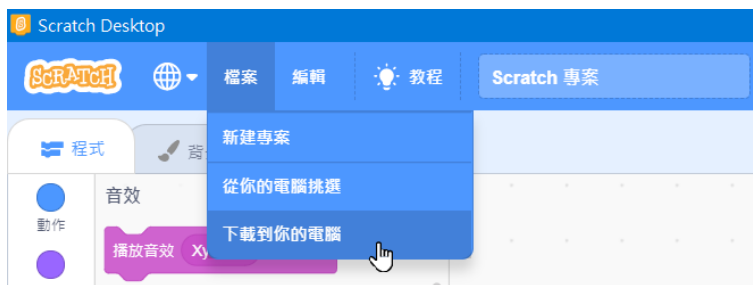 Scratch Desktop
SCRATCH 檔案 編輯 教程 Scratch 專案
程式 背
新建專案
從你的電腦挑選
下載到你的電腦
音效
動作
播放音效 Xy